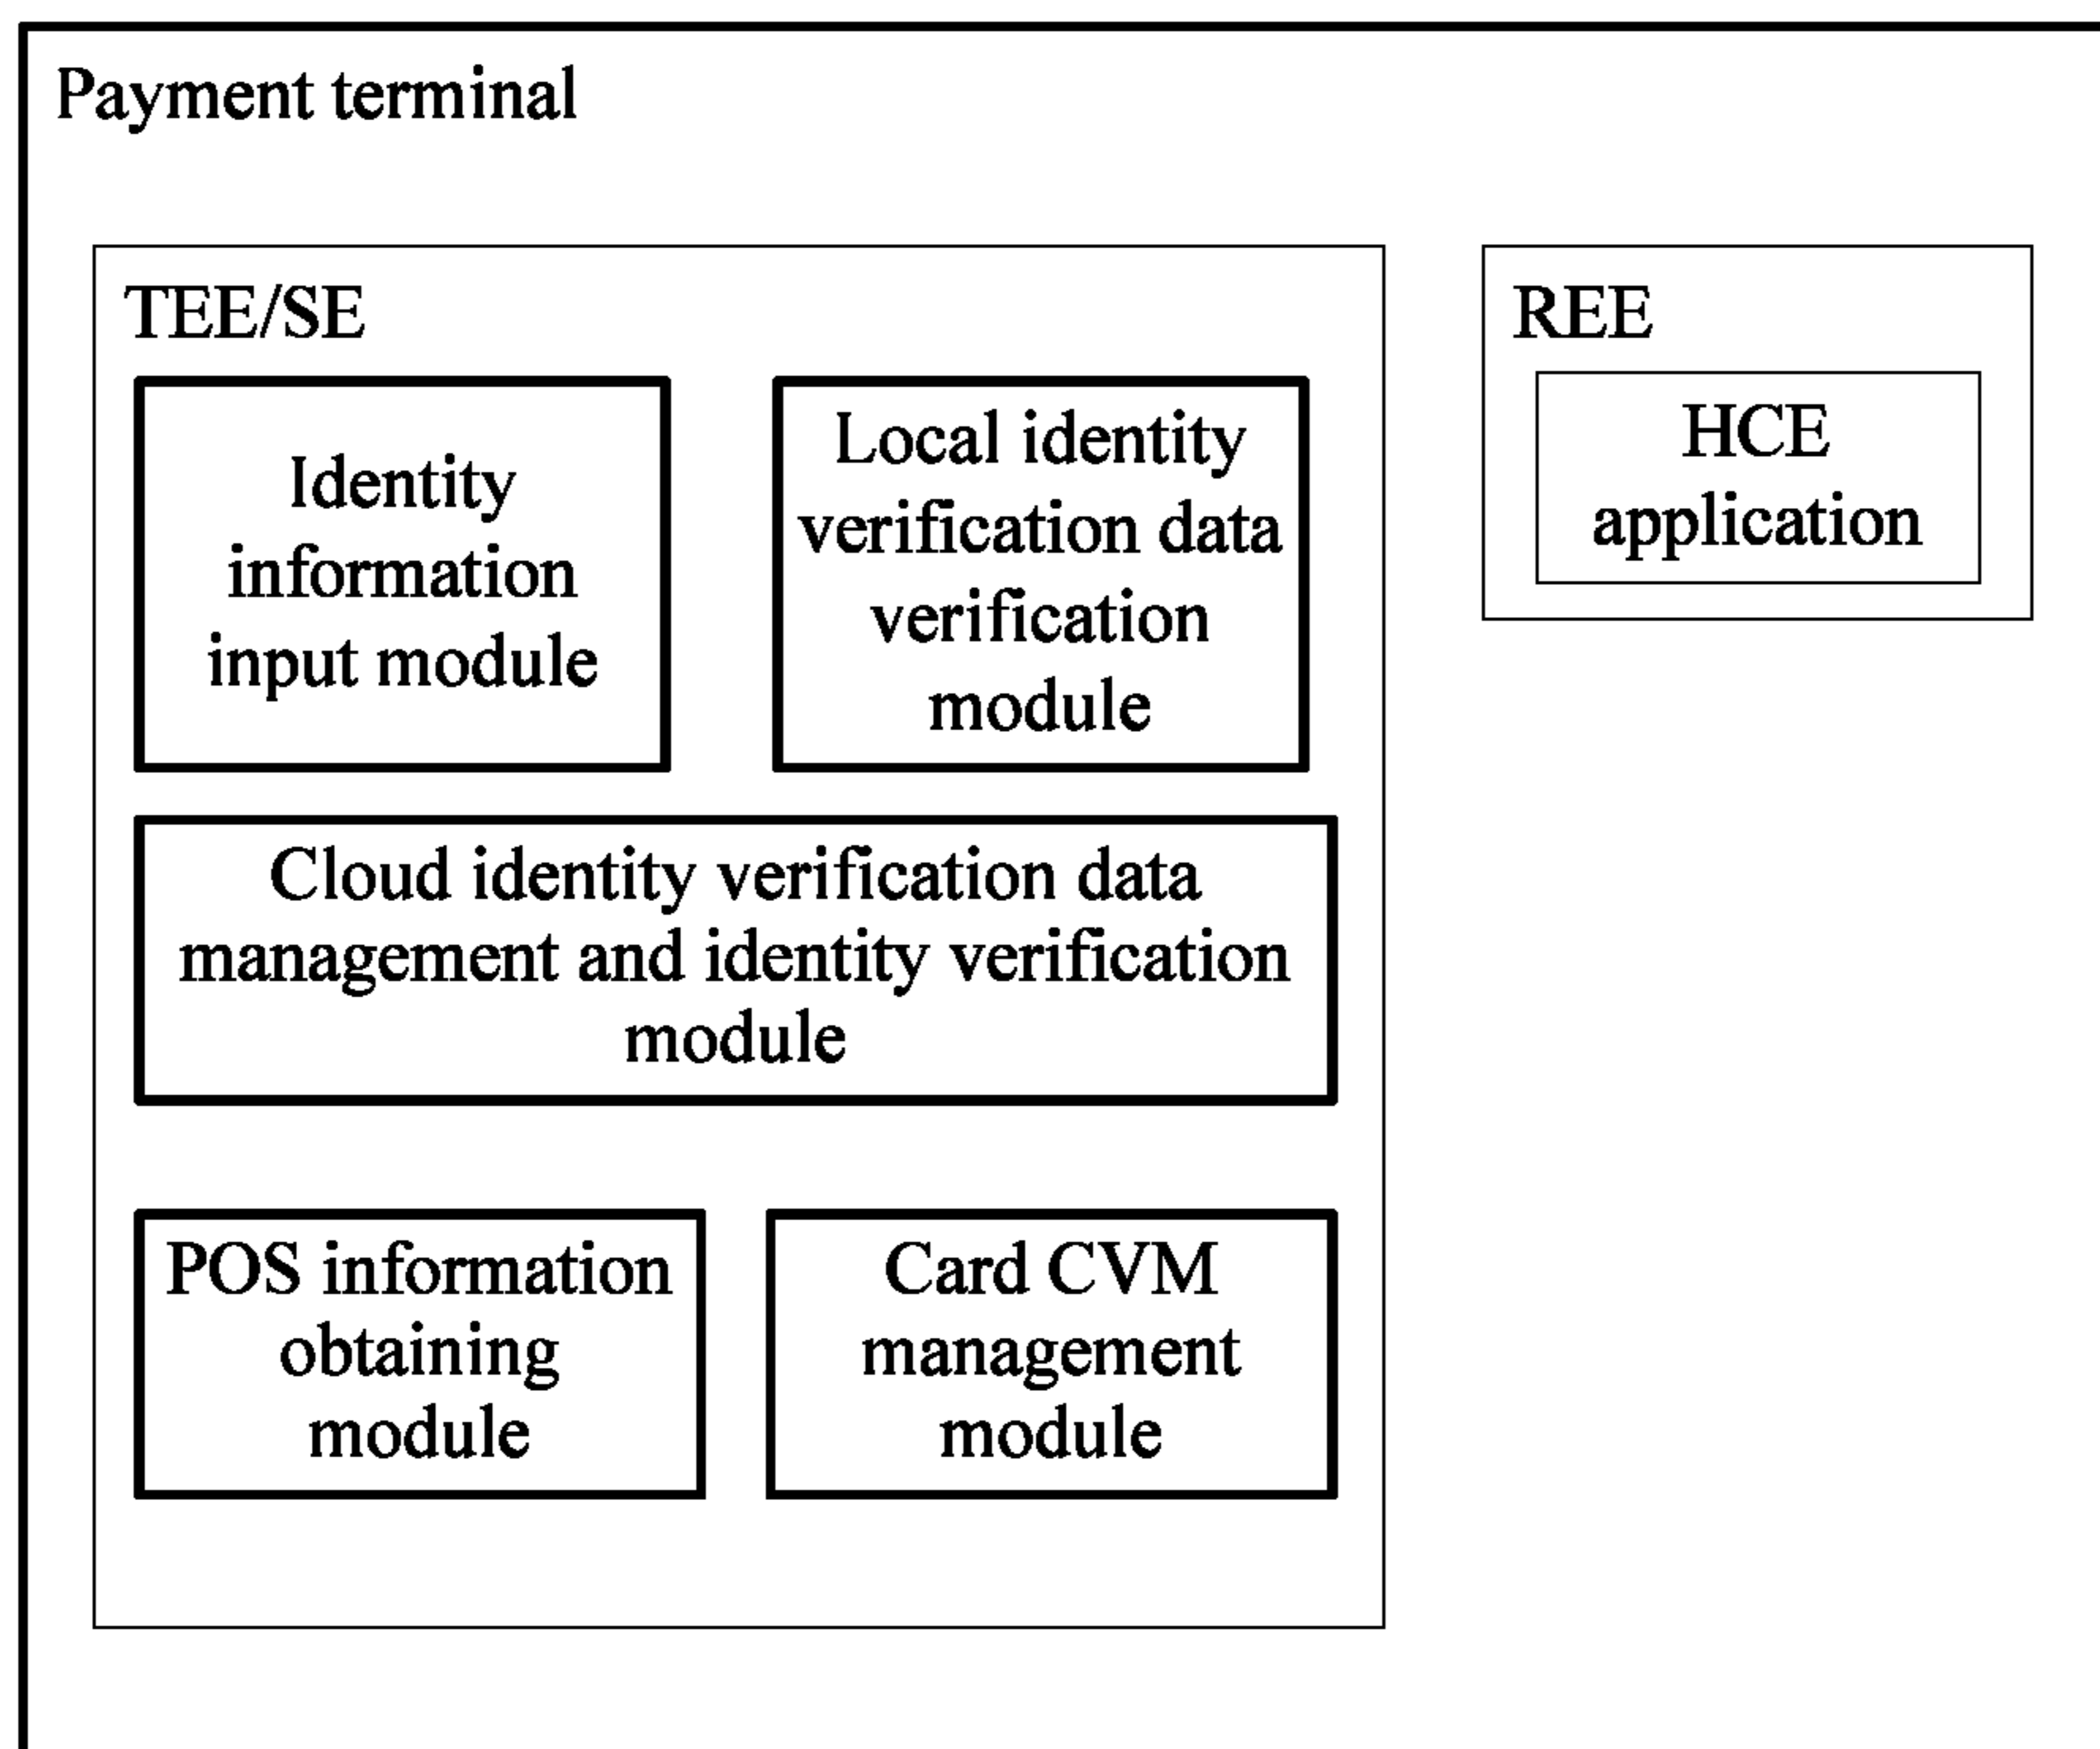 Payment terminal
TEE/SE
Identity
information
input module
Local identity
verification data
verification
module
Cloud identity verification data
management and identity verification
module
POS information
obtaining
module
Card CVM
management
module
REE
HCE
application